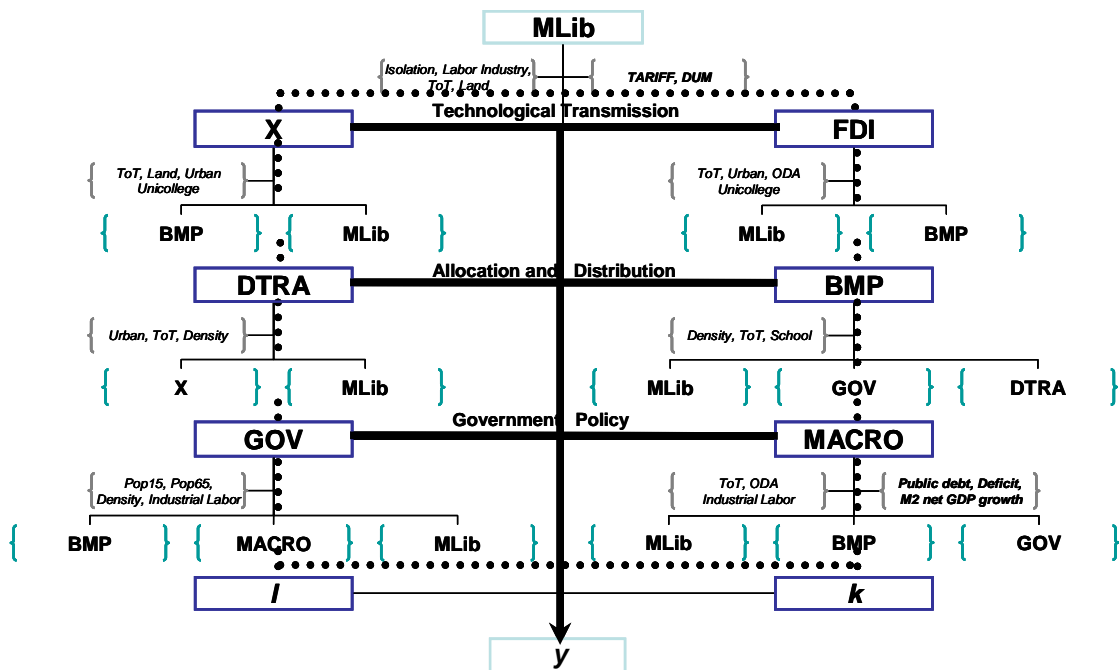 MLib
Isolation, Labor Industry,
ToT, Land
TARIFF, DUM
Technological Transmission
X
FDI
ToT, Land, Urban
Unicollege
ToT, Urban, ODA
Unicollege
BMP
MLib
MLib
BMP
Allocation and Distribution
DTRA
BMP
Urban, ToT, Density
Density, ToT, School
X
MLib
MLib
GOV
DTRA
Government Policy
GOV
MACRO
Pop15, Pop65,
Density, Industrial Labor
ToT, ODA
Industrial Labor
Public debt, Deficit,
M2 net GDP growth
BMP
MACRO
MLib
MLib
BMP
GOV
l
k
y